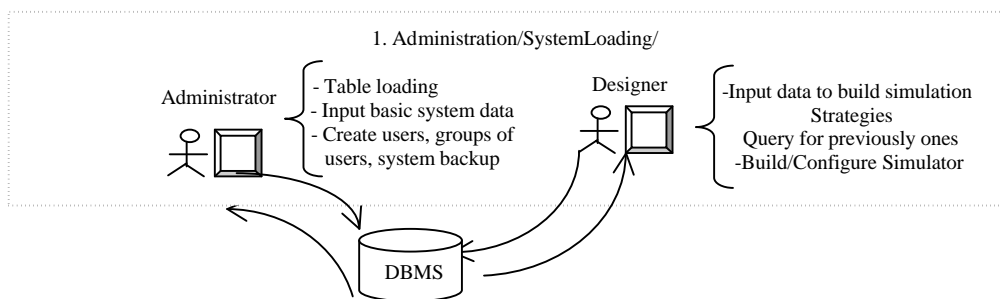 1. Administration/SystemLoading/
Administrator
- Table loading
- Input basic system data
- Create users, groups of
users, system backup
Designer
-Input data to build simulation
Strategies
Query for previously ones
-Build/Configure Simulator
DBMS